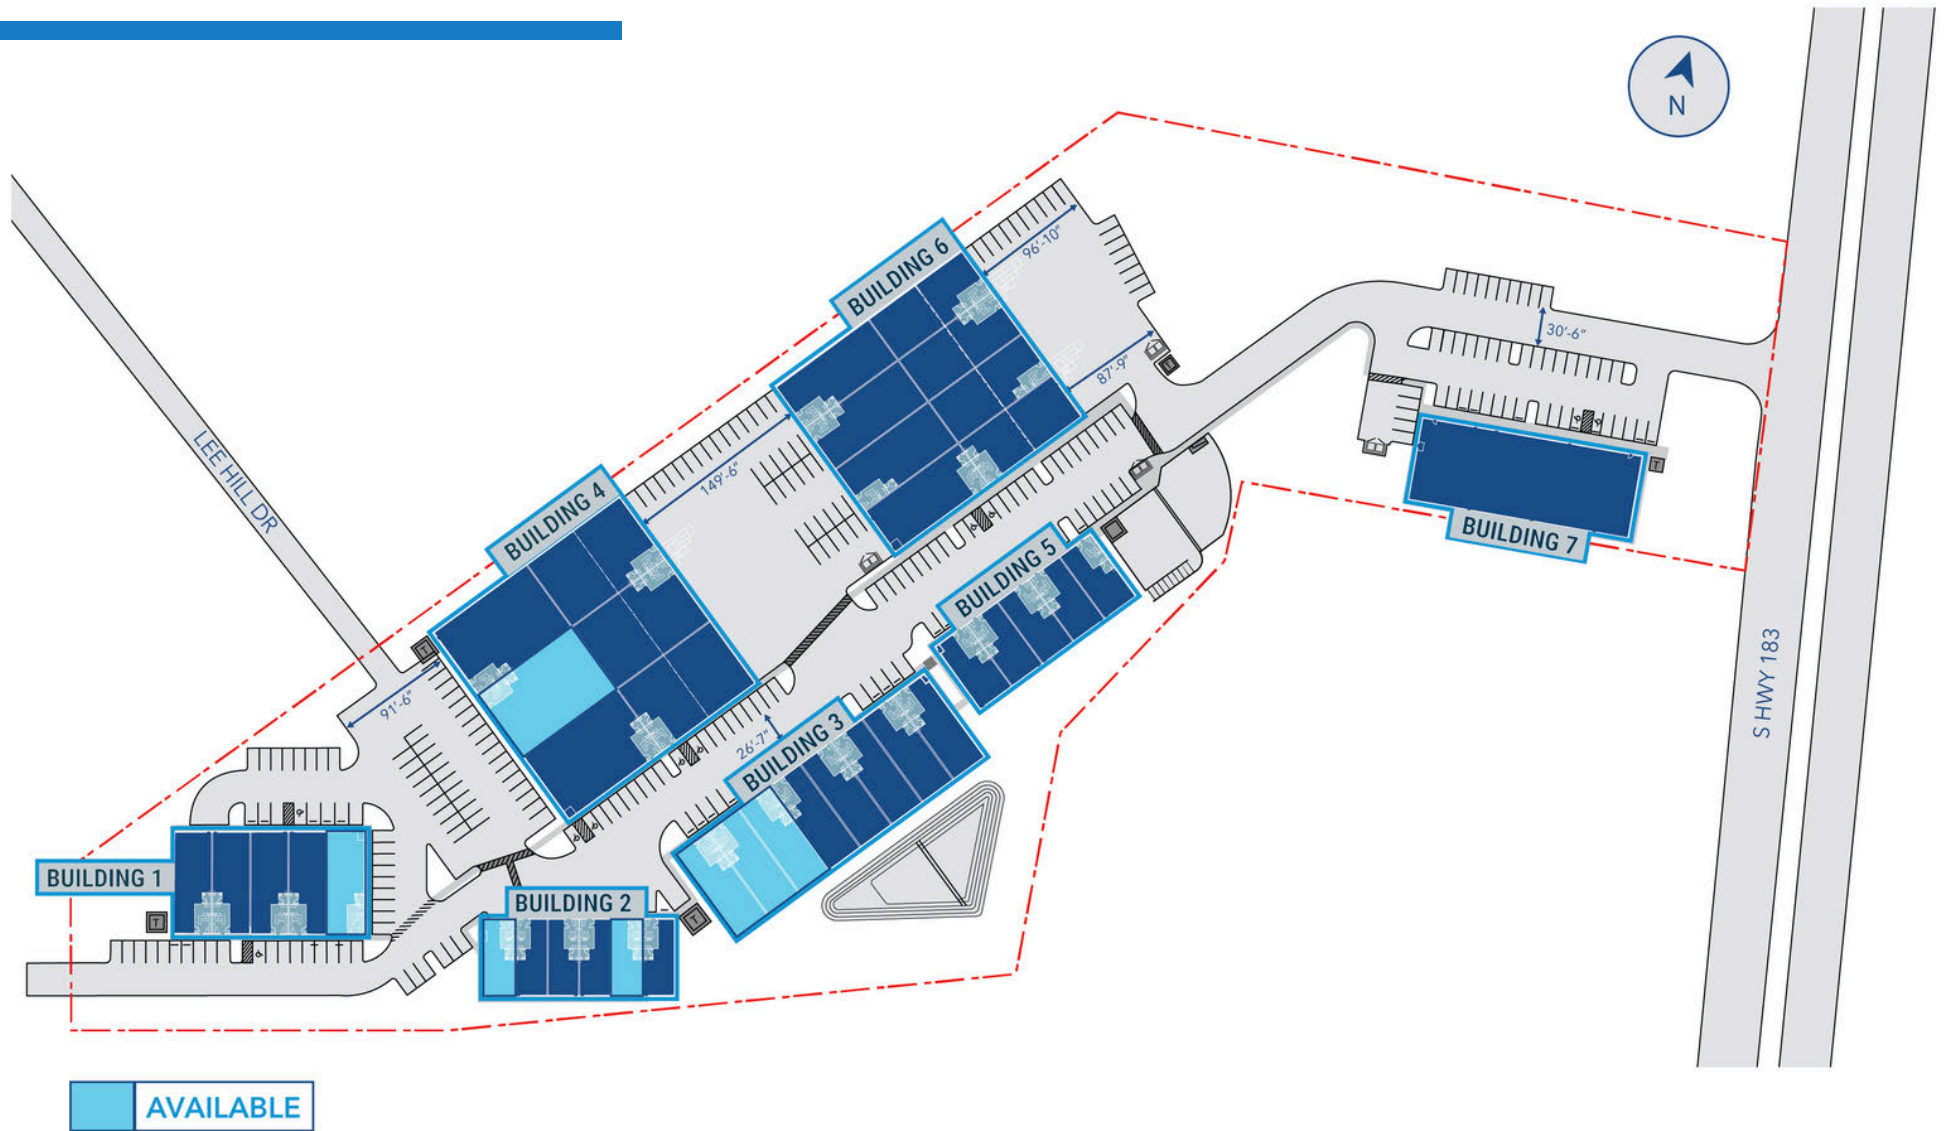 N
96'-10"
BUILDING 6
30'-6"
87'-9"
LEE HILL DR
149'-6"
BUILDING 4
BUILDING 7
BUILDING 5
T
T
T
S HWY 183
91'-6"
26'-7"
BUILDING 3
BUILDING 1
BUILDING 2
T
T
AVAILABLE